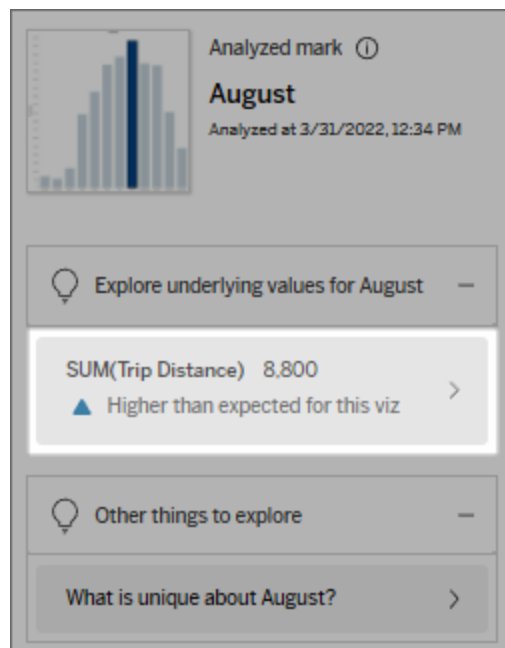 Analyzed mark
August
Analyzed at 3/31/2022, 12:34 PM
Explore underlying values for August
SUM(Trip Distance) 8,800
Higher than expected for this viz
Other things to explore
What is unique about August?